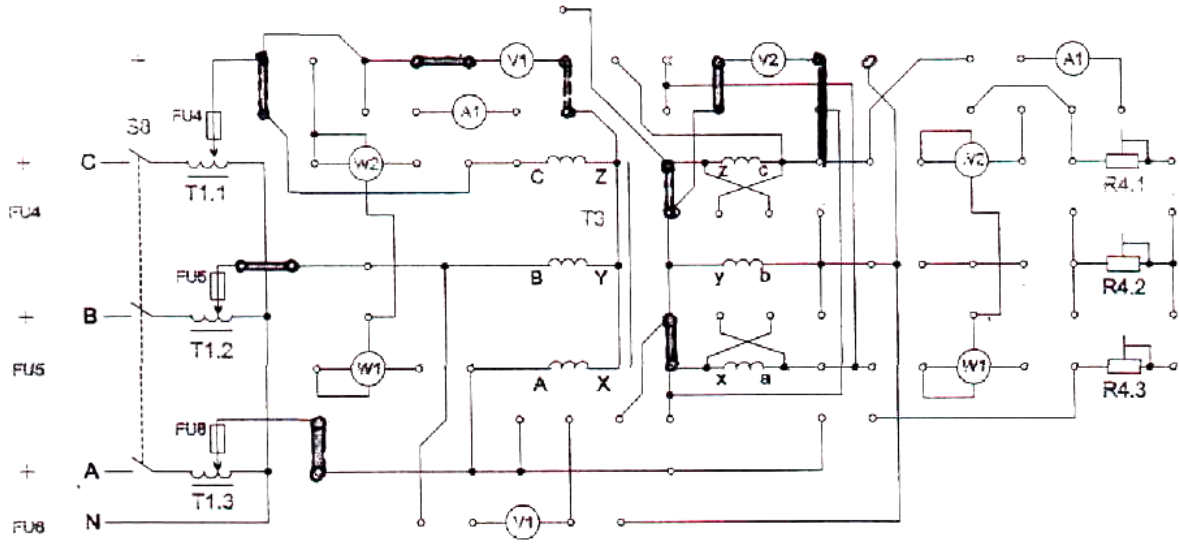 V1 V2 A1
FU4 A1
S8
C W2 C Z z c W2
T1.1 R4.1
FU4 T3
FU5 B Y y b
R4.2
B
T1.2
FU5 W1 A X x a W1
R4.3
FU8
A
T1.3
N V1
FU6